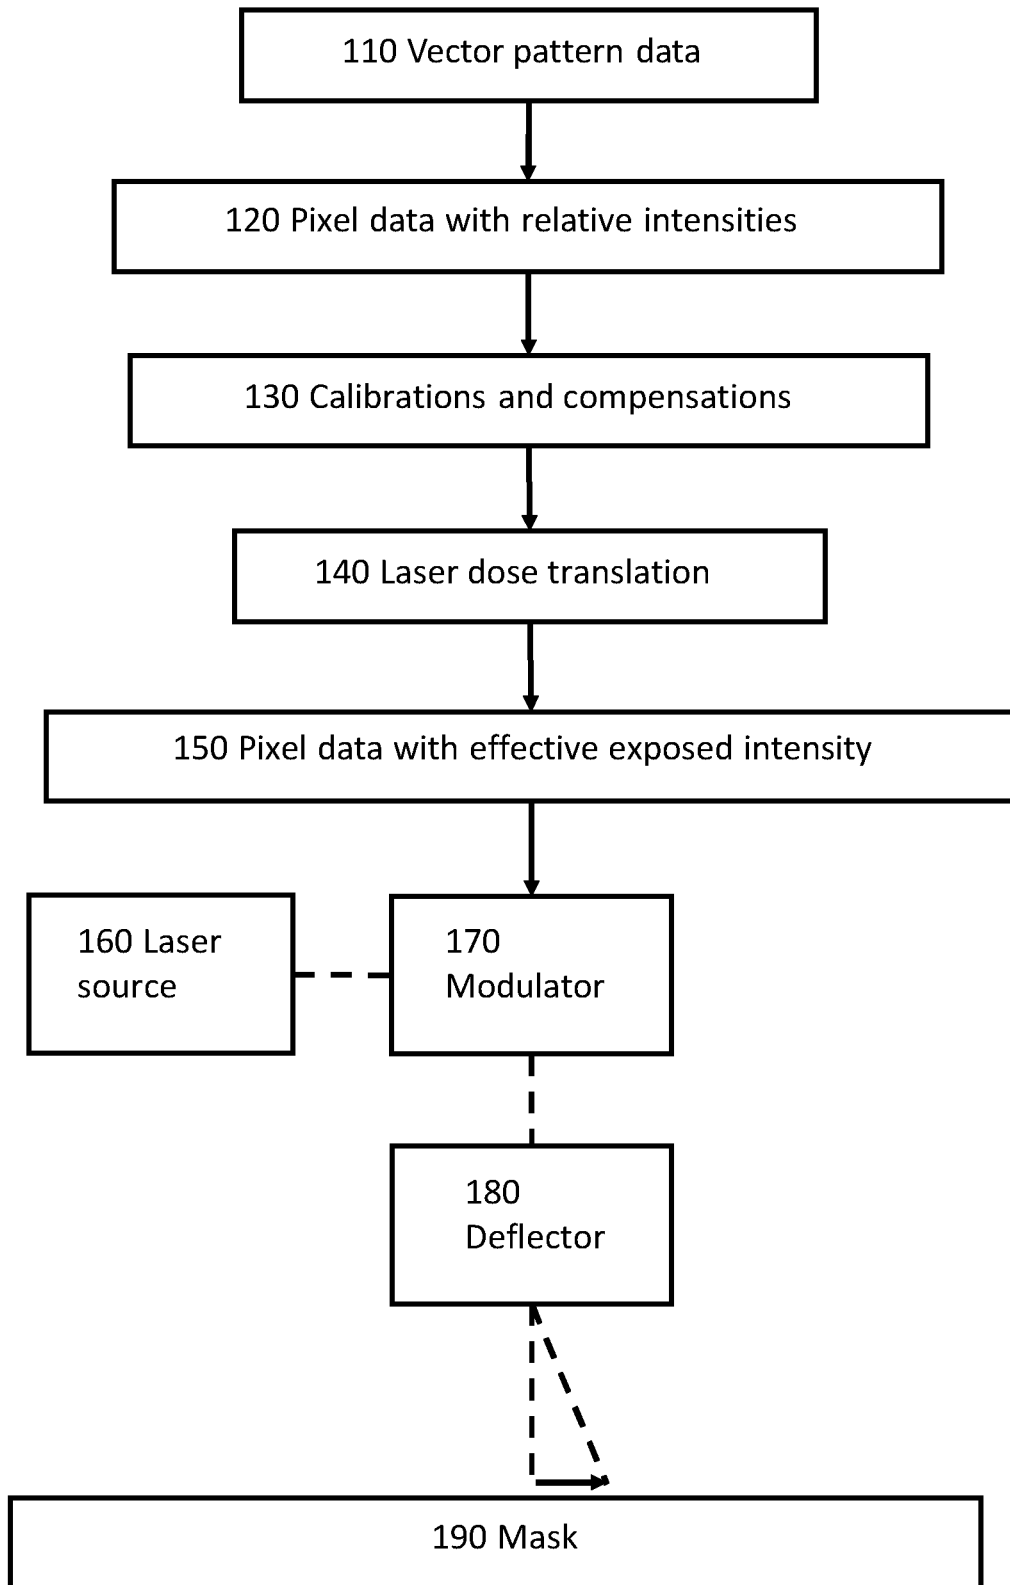 110 Vector pattern data
120 Pixel data with relative intensities
130 Calibrations and compensations
140 Laser dose translation
150 Pixel data with effective exposed intensity
160 Laser
source
170
Modulator
180
Deflector
190 Mask